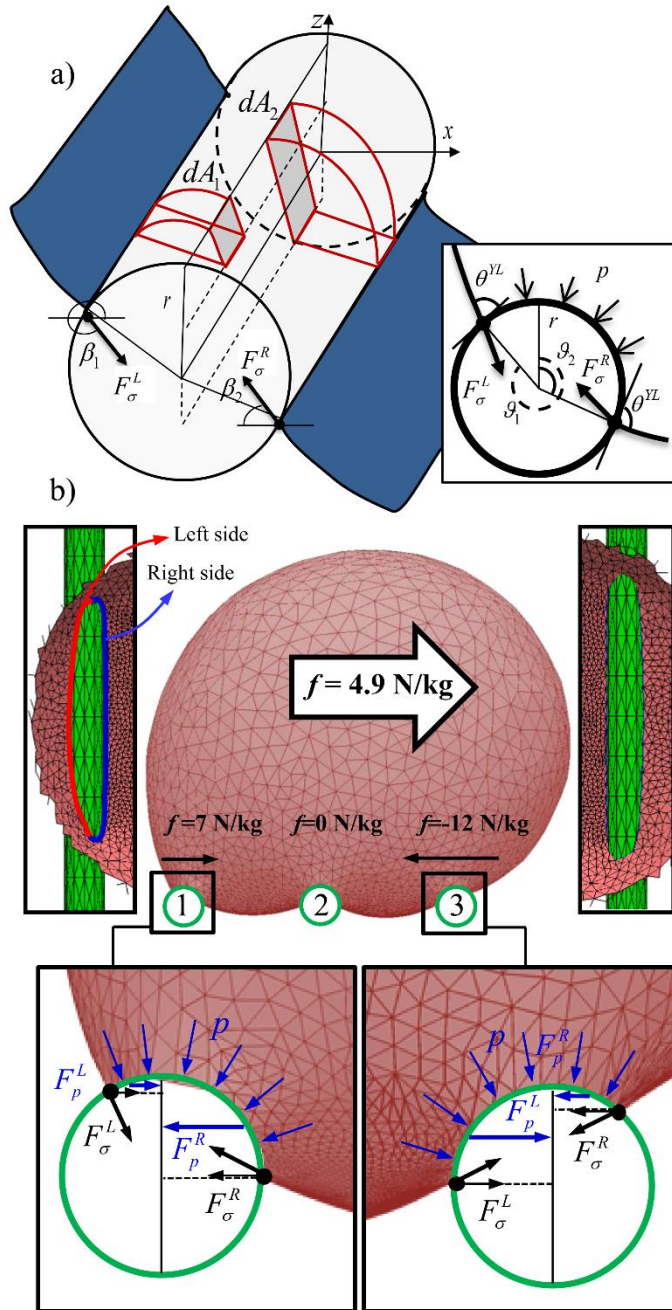 a)
z
x
dA₂
dA₁
r
β₁
F_σ^L
F_σ^R
β₂
θ^{YL}
p
r
ϑ₂
F_σ^L
F_σ^R
ϑ₁
θ^{YL}
b)
Left side
Right side
f = 4.9 N/kg
f=7 N/kg f=0 N/kg f=-12 N/kg
1 2 3
p
F_p^L
F_σ^L
F_p^R
F_σ^R
p
F_p^R
F_p^L
F_σ^R
F_σ^L